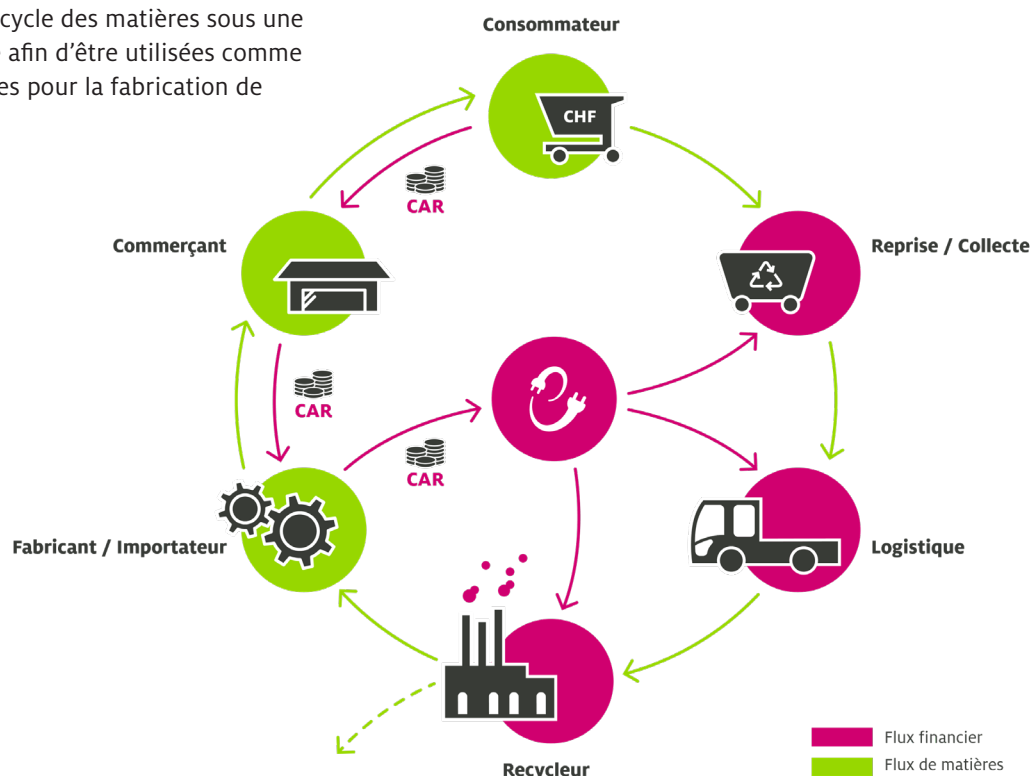 cycle des matières sous une
afin d'être utilisées comme
pour la fabrication de
Consommateur
CHF
CAR
Commerçant
Reprise / Collecte
CAR
CAR
Fabricant / Importateur
Logistique
Recycleur
Flux financier
Flux de matières